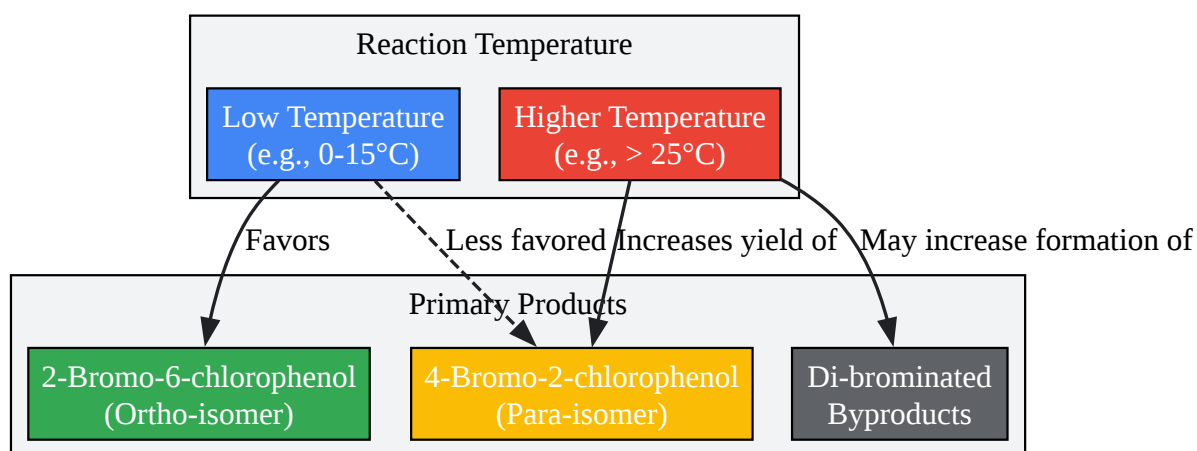 Reaction Temperature
Low Temperature
(e.g., 0-15°C)
Higher Temperature
(e.g., > 25°C)
Favors
Less favored
Increases yield of
May increase formation of
Primary Products
2-Bromo-6-chlorophenol
(Ortho-isomer)
4-Bromo-2-chlorophenol
(Para-isomer)
Di-brominated
Byproducts